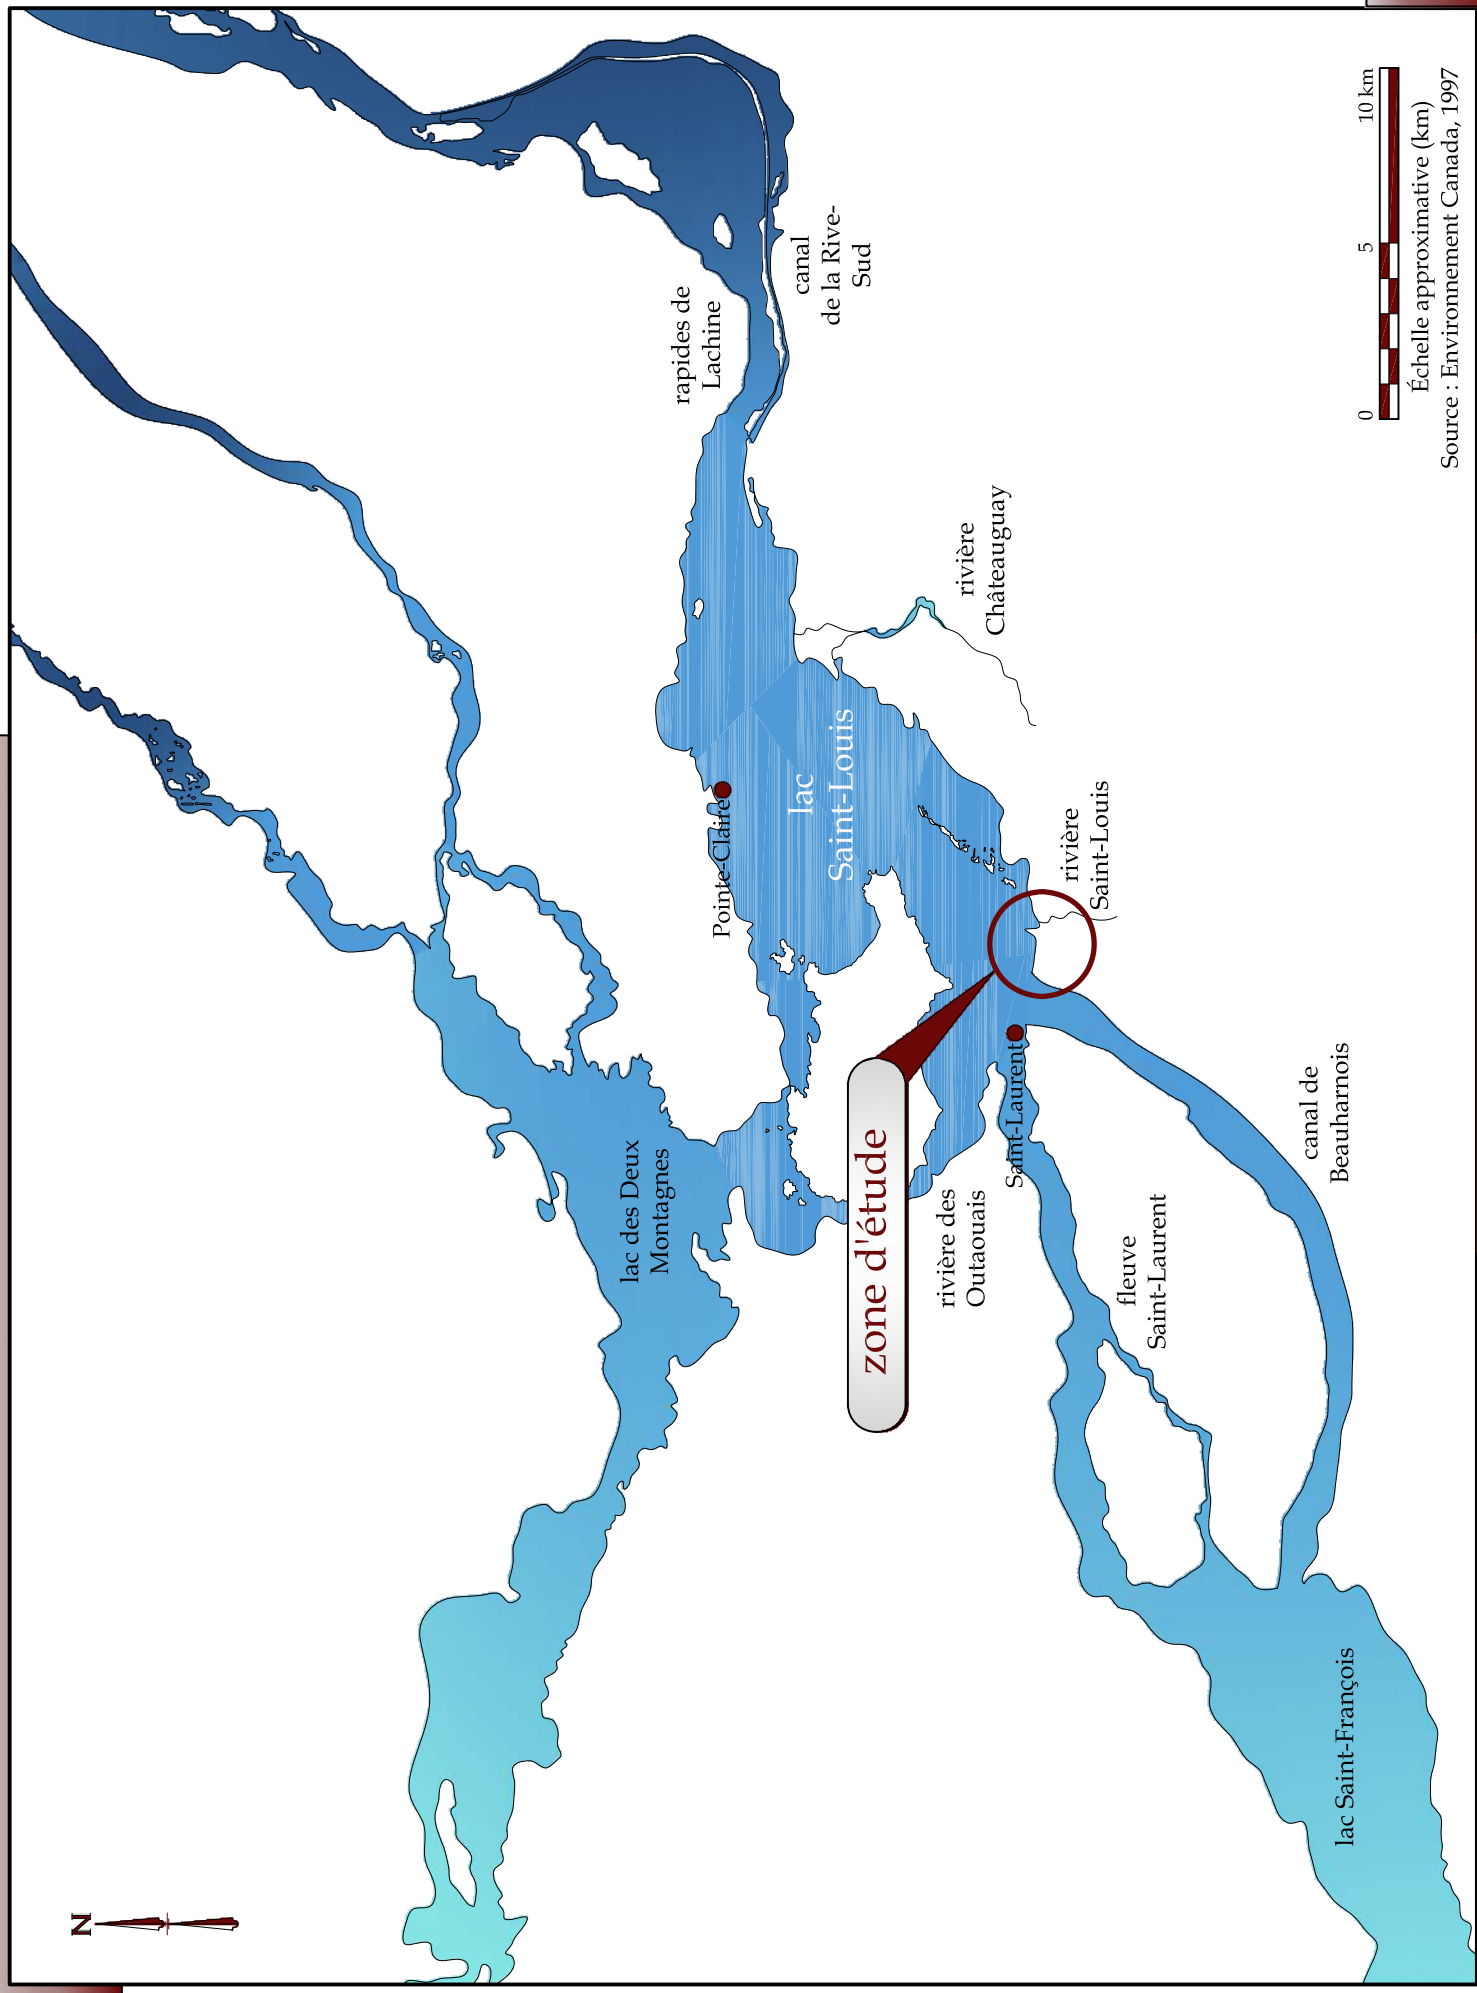 N
lac des Deux
Montagnes
rapides de
Lachine
canal
de la Rive-
Sud
Pointe-Claire
lac
Saint-Louis
rivière
Châteauguay
rivière
Saint-Louis
zone d'étude
rivière des
Outaouais
Saint-Laurent
fleuve
Saint-Laurent
canal de
Beauharnois
lac Saint-François
0 5 10 km
Échelle approximative (km)
Source : Environnement Canada, 1997